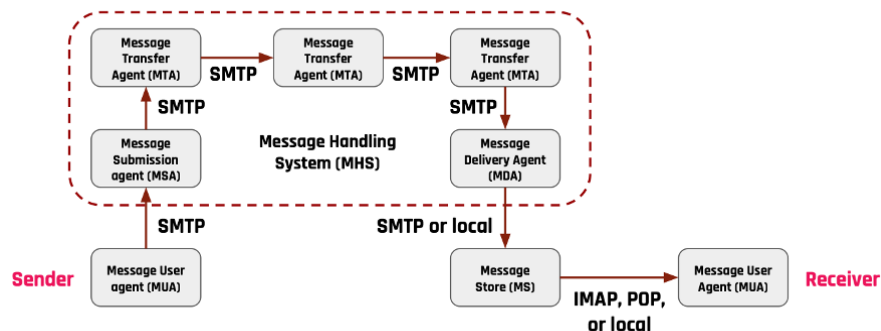 Message
Transfer
Agent (MTA)
SMTP
Message
Transfer
Agent (MTA)
SMTP
Message
Transfer
Agent (MTA)
SMTP
SMTP
Message
Submission
agent (MSA)
Message Handling
System (MHS)
Message
Delivery Agent
(MDA)
SMTP
SMTP or local
Sender
Message User
agent (MUA)
Message
Store (MS)
IMAP, POP,
or local
Message User
Agent (MUA)
Receiver